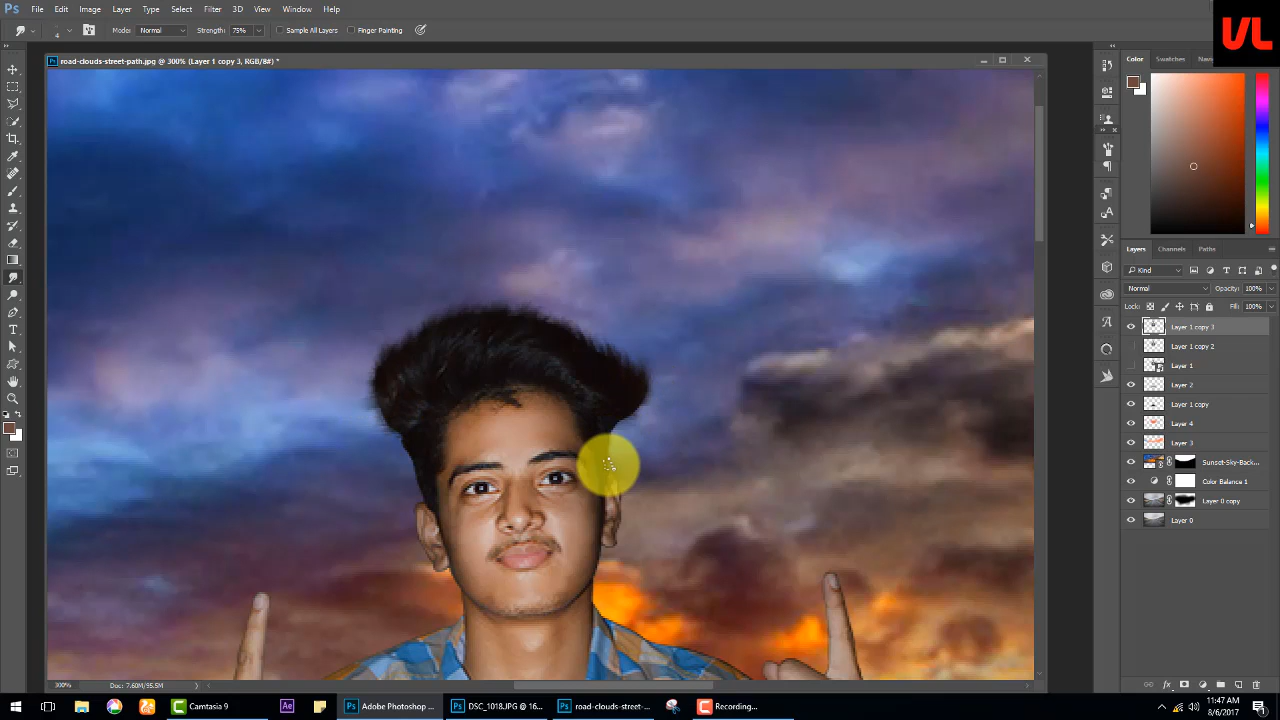 Ps File Edit Image Layer Type Select Filter 3D View Window Help
Mode: Normal Strength: 75% Sample All Layers Finger Painting
VL
road-clouds-street-path.jpg @ 300% (Layer 1 copy 3, RGB/8#) *
Color Swatches
Layers Channels Paths
Kind
Normal Opacity: 100%
Lock: Fill: 100%
Layer 1 copy 3
Layer 1 copy 2
Layer 1
Layer 2
Layer 1 copy
Layer 4
Layer 3
Sunset-Sky-Back...
Color Balance 1
Layer 0 copy
Layer 0
300% Doc: 7.60M/95.5M
Camtasia 9
Ae
Adobe Photoshop ...
DSC_1018.JPG @ 16...
road-clouds-street-...
Recording...
11:47 AM
8/6/2017